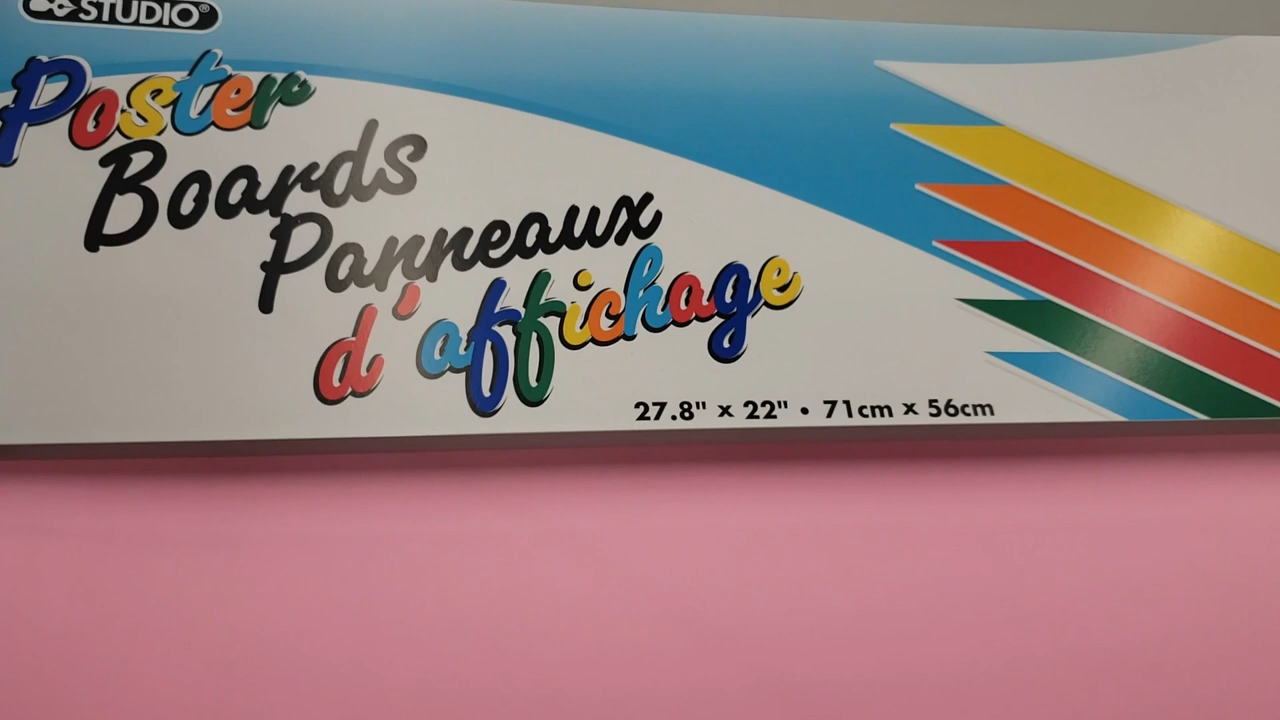 STUDIO®
Poster
Boards
Panneaux
d'affichage
27.8" x 22" • 71cm x 56cm